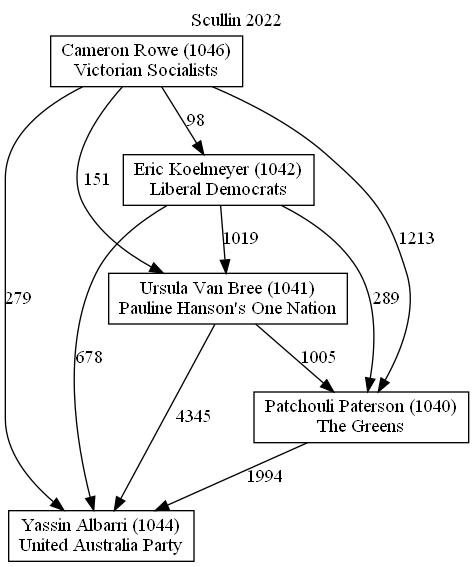 Scullin 2022
Cameron Rowe (1046)
Victorian Socialists
98
Eric Koelmeyer (1042)
Liberal Democrats
151
1019
1213
Ursula Van Bree (1041)
Pauline Hanson's One Nation
279
289
678
1005
Patchouli Paterson (1040)
The Greens
4345
1994
Yassin Albarri (1044)
United Australia Party